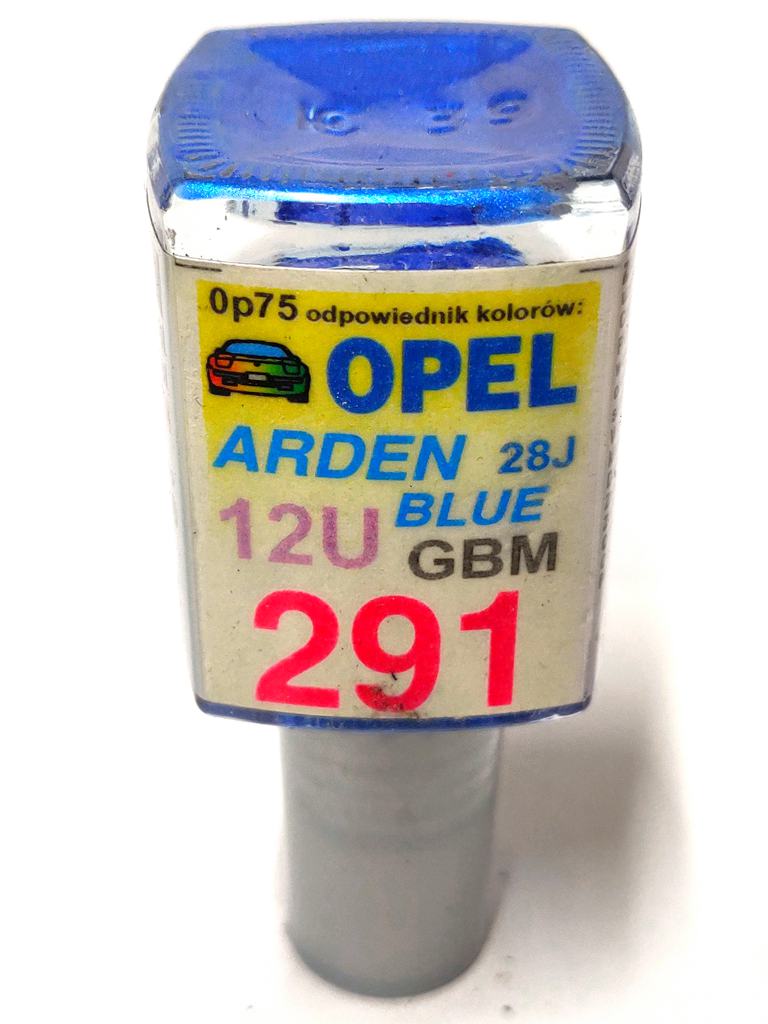 0p75 odpowiednik kolorów:
OPEL
ARDEN 28J
BLUE
12U GBM
291